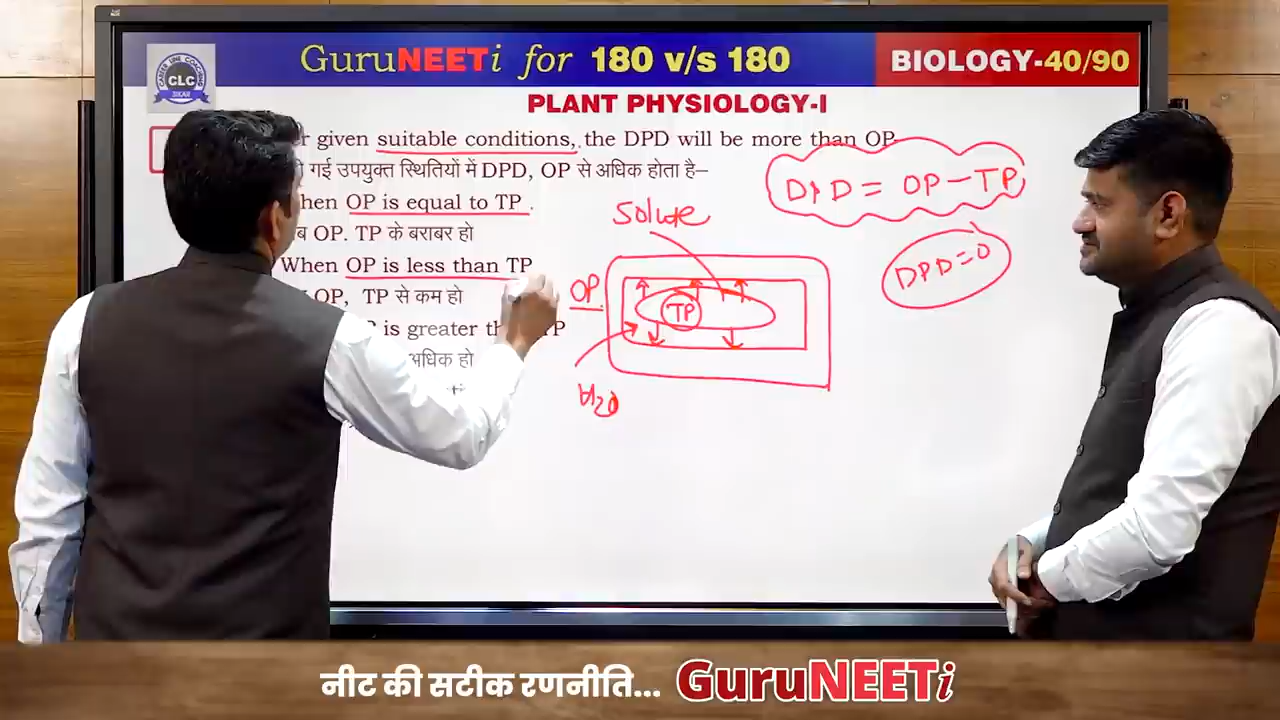 GuruNEETi for 180 v/s 180
BIOLOGY-40/90
CLC
SIKAR
PLANT PHYSIOLOGY-I
given suitable conditions, the DPD will be more than OP
गई उपयुक्त स्थितियों में DPD, OP से अधिक होता है–
DPD = OP – TP
When OP is equal to TP .
Solute
OP. TP के बराबर हो
DPD = 0
When OP is less than TP
OP
TP
OP, TP से कम हो
is greater
TP
अधिक हो
H2O
नीट की सटीक रणनीति... GuruNEETi